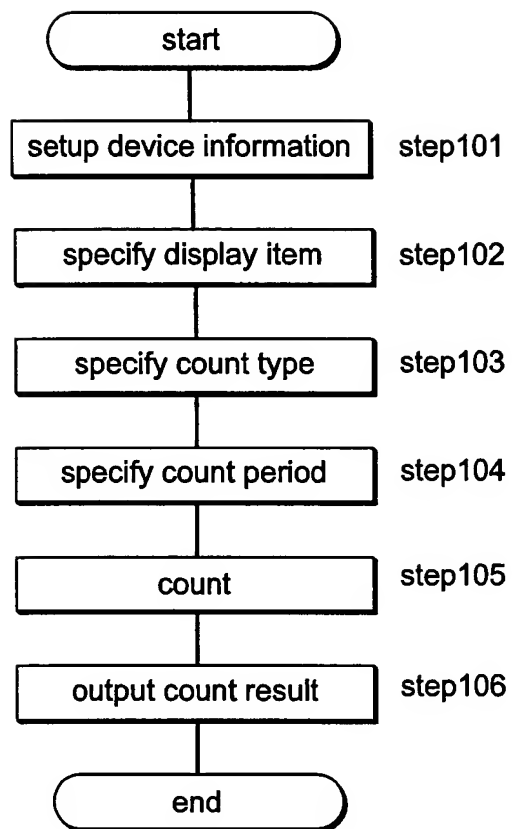 start
setup device information step101
specify display item step102
specify count type step103
specify count period step104
count step105
output count result step106
end